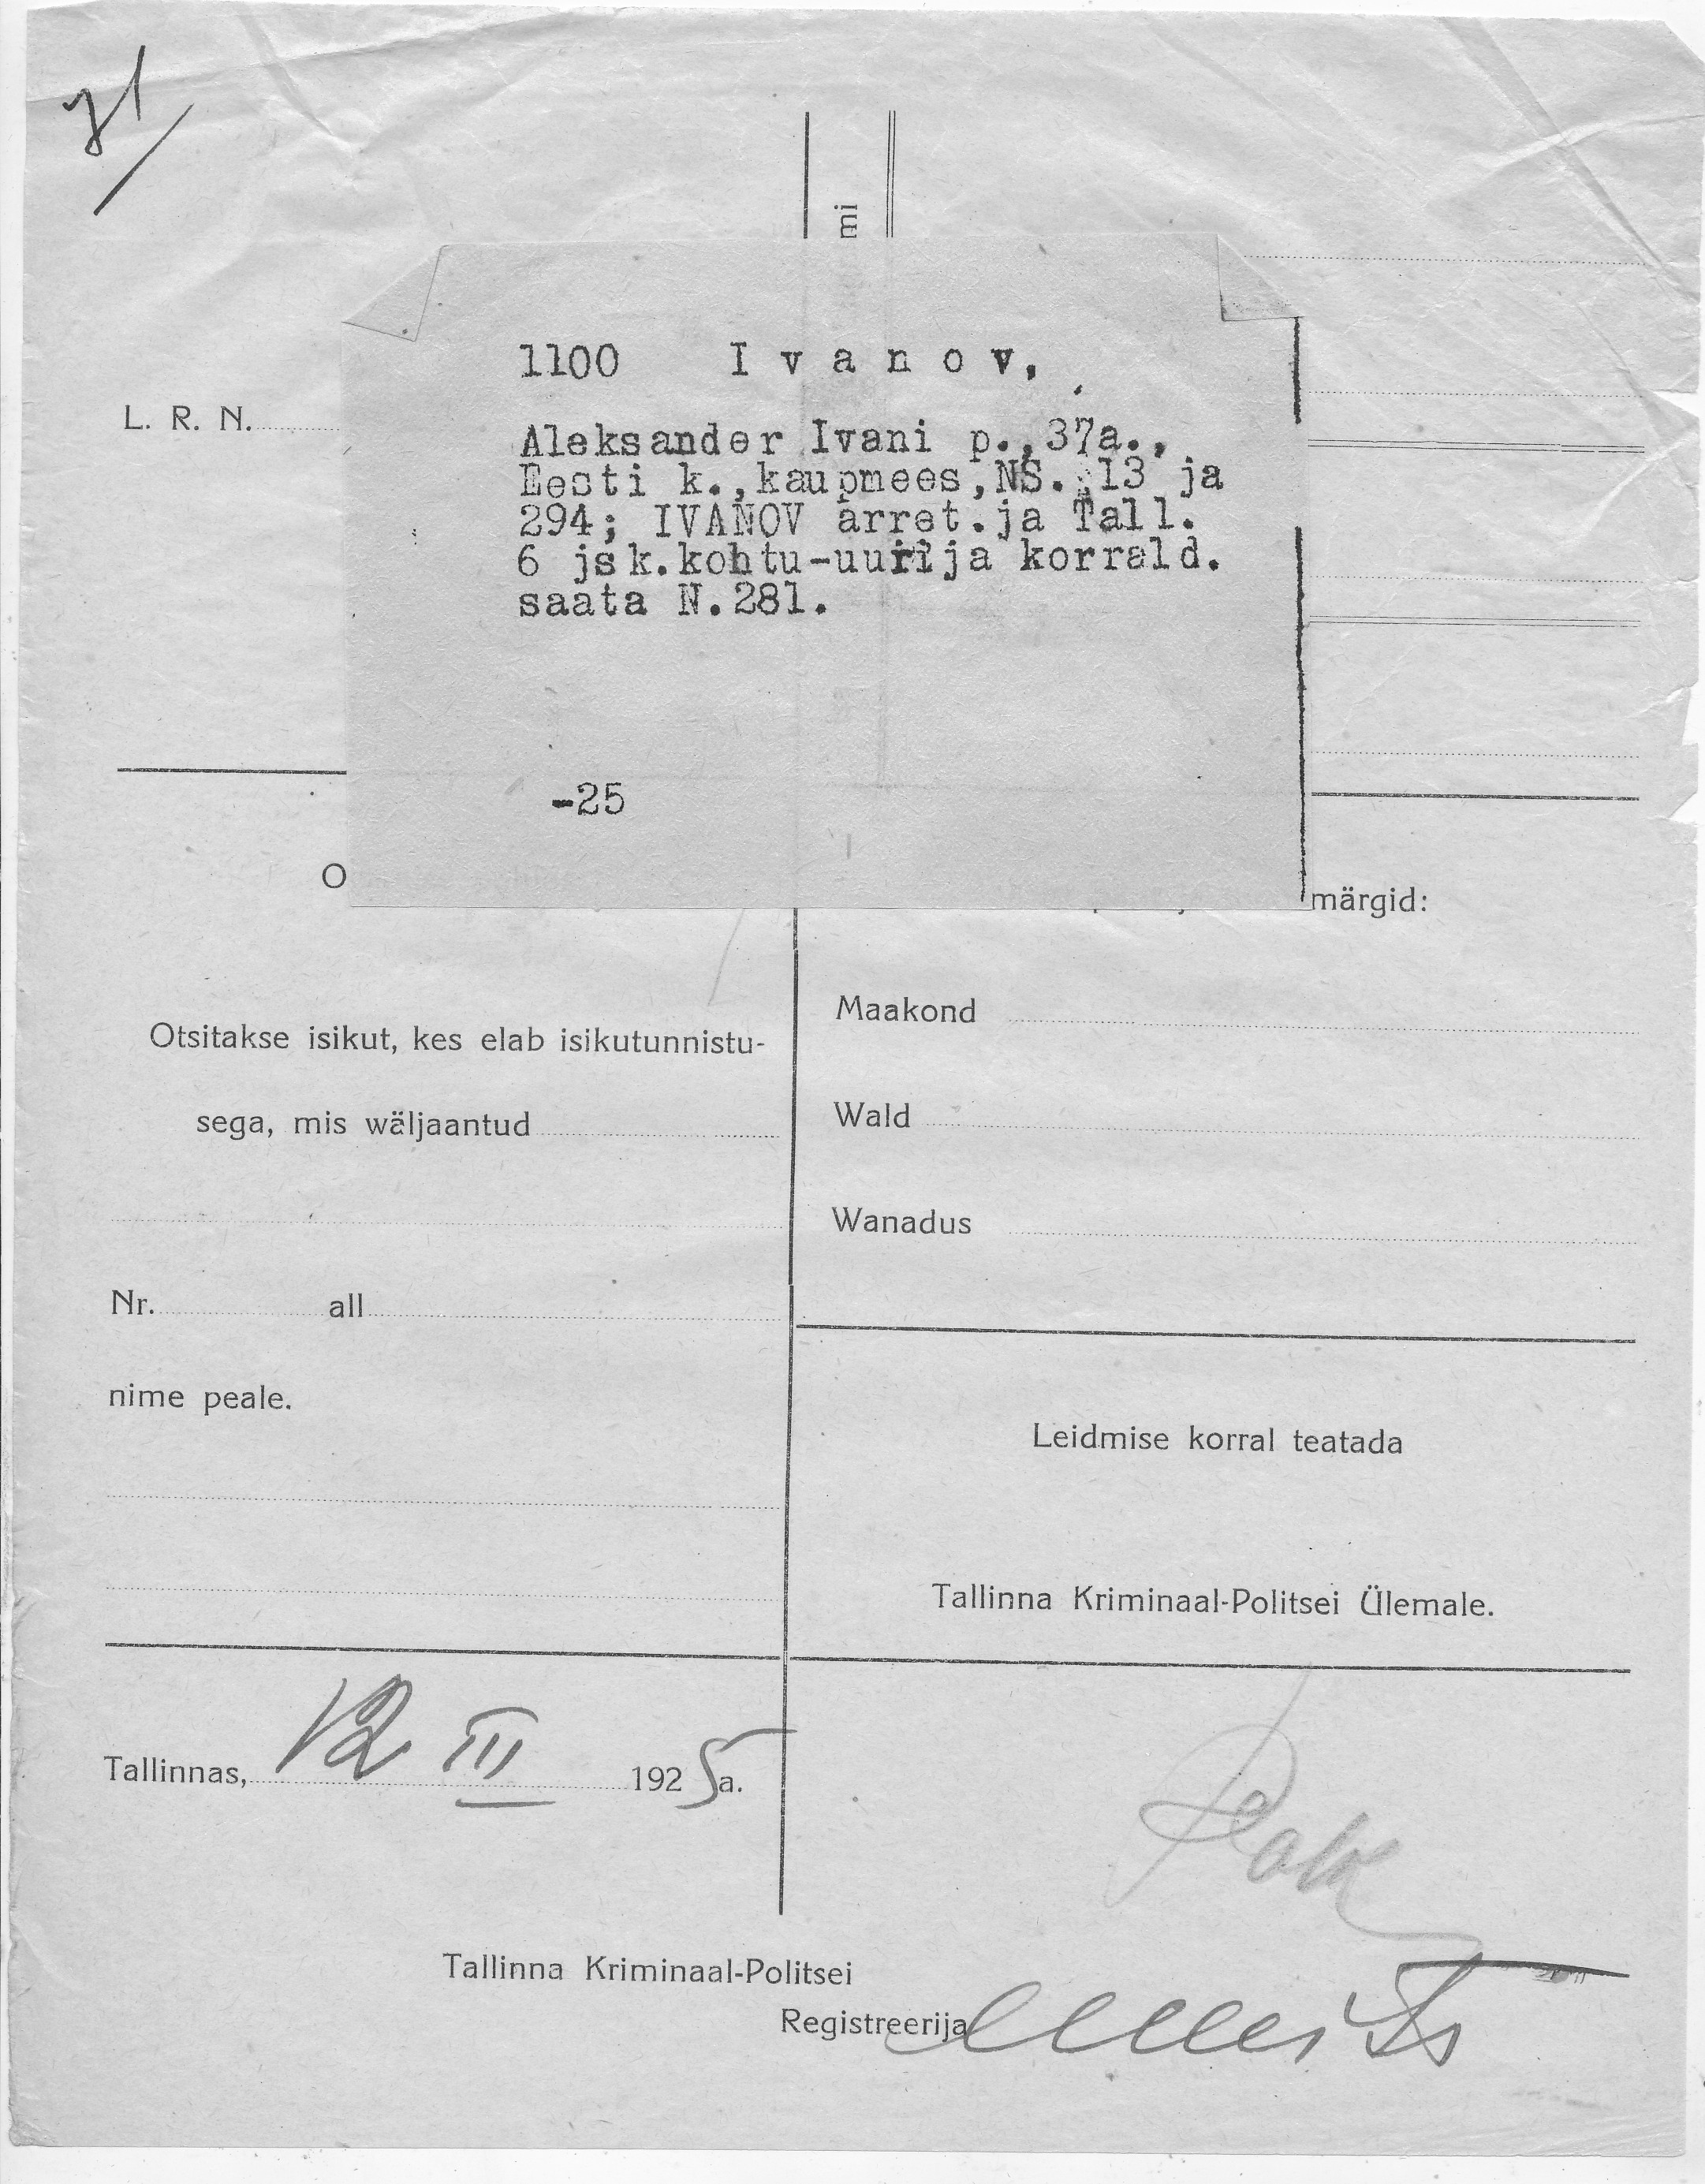 71
mi
1100 Ivanov,
L. R. N.
Aleksander Ivani p.,37a.,
Eesti k.,kaupmees,NS. 13 ja
294; IVANOV arret.ja Tall.
6 jsk.kohtu-uurija korrald.
saata N.281.
-25
O
märgid:
Otsitakse isikut, kes elab isikutunnistu-
sega, mis wäljaantud
Nr. all
nime peale.
Maakond
Wald
Wanadus
Leidmise korral teatada
Tallinna Kriminaal-Politsei Ülemale.
Tallinnas, 12 III 1925 a.
Tallinna Kriminaal-Politsei
Registreerija